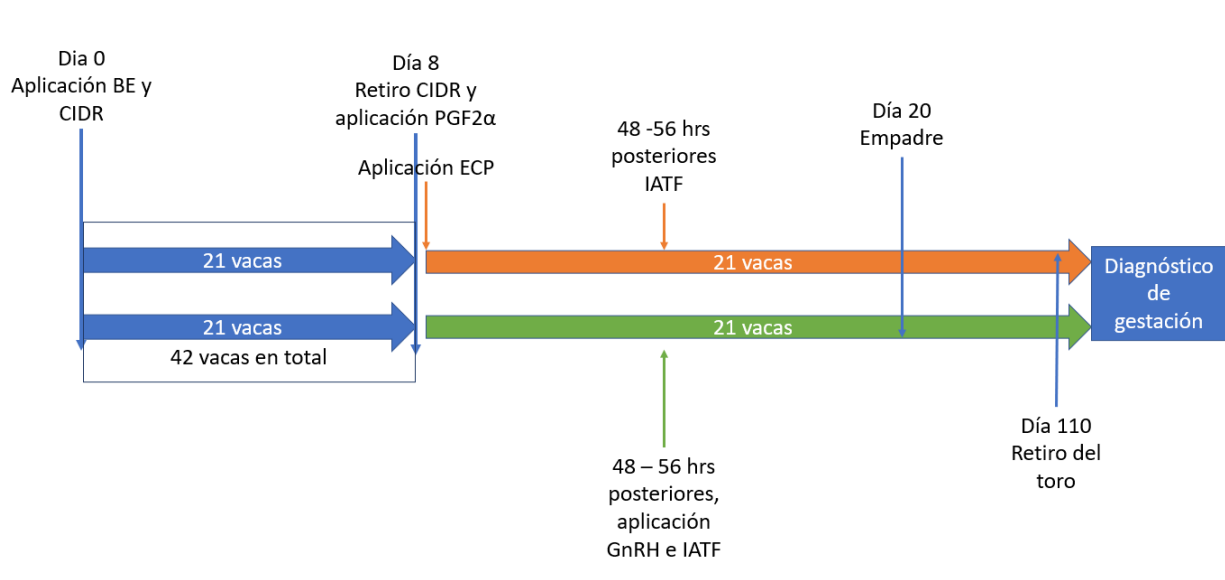 Dia 0
Aplicación BE y
CIDR
Día 8
Retiro CIDR y
aplicación PGF2α
Aplicación ECP
48 -56 hrs
posteriores
IATF
Día 20
Empadre
21 vacas
21 vacas
21 vacas
21 vacas
42 vacas en total
Diagnóstico
de
gestación
48 – 56 hrs
posteriores,
aplicación
GnRH e IATF
Día 110
Retiro del
toro